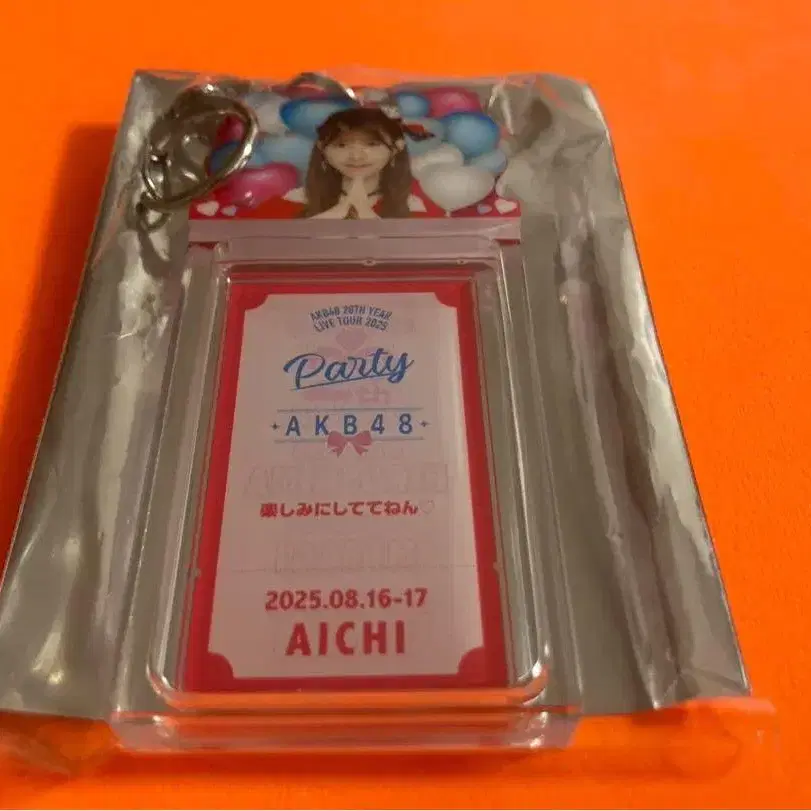 AKB48 20TH YEAR
LIVE TOUR 2025
Party
AKB48
楽しみにしててねん♡
2025.08.16-17
AICHI